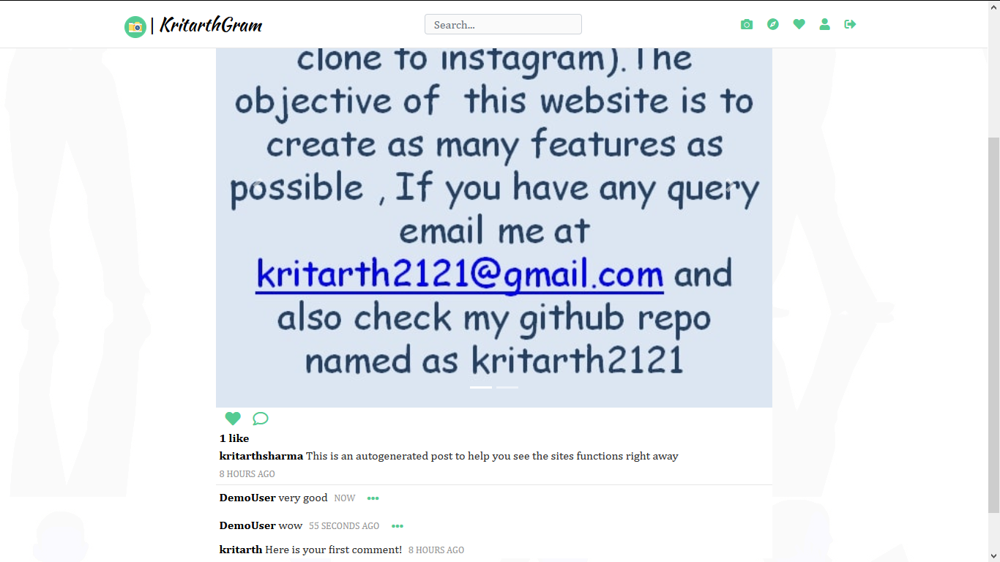 | KritarthGram
Search...
clone to instagram).The
objective of this website is to
create as many features as
possible , If you have any query
email me at
kritarth2121@gmail.com and
also check my github repo
named as kritarth2121
1 like
kritarthsharma This is an autogenerated post to help you see the sites functions right away
8 HOURS AGO
DemoUser very good NOW •••
DemoUser wow 55 SECONDS AGO •••
kritarth Here is your first comment! 8 HOURS AGO